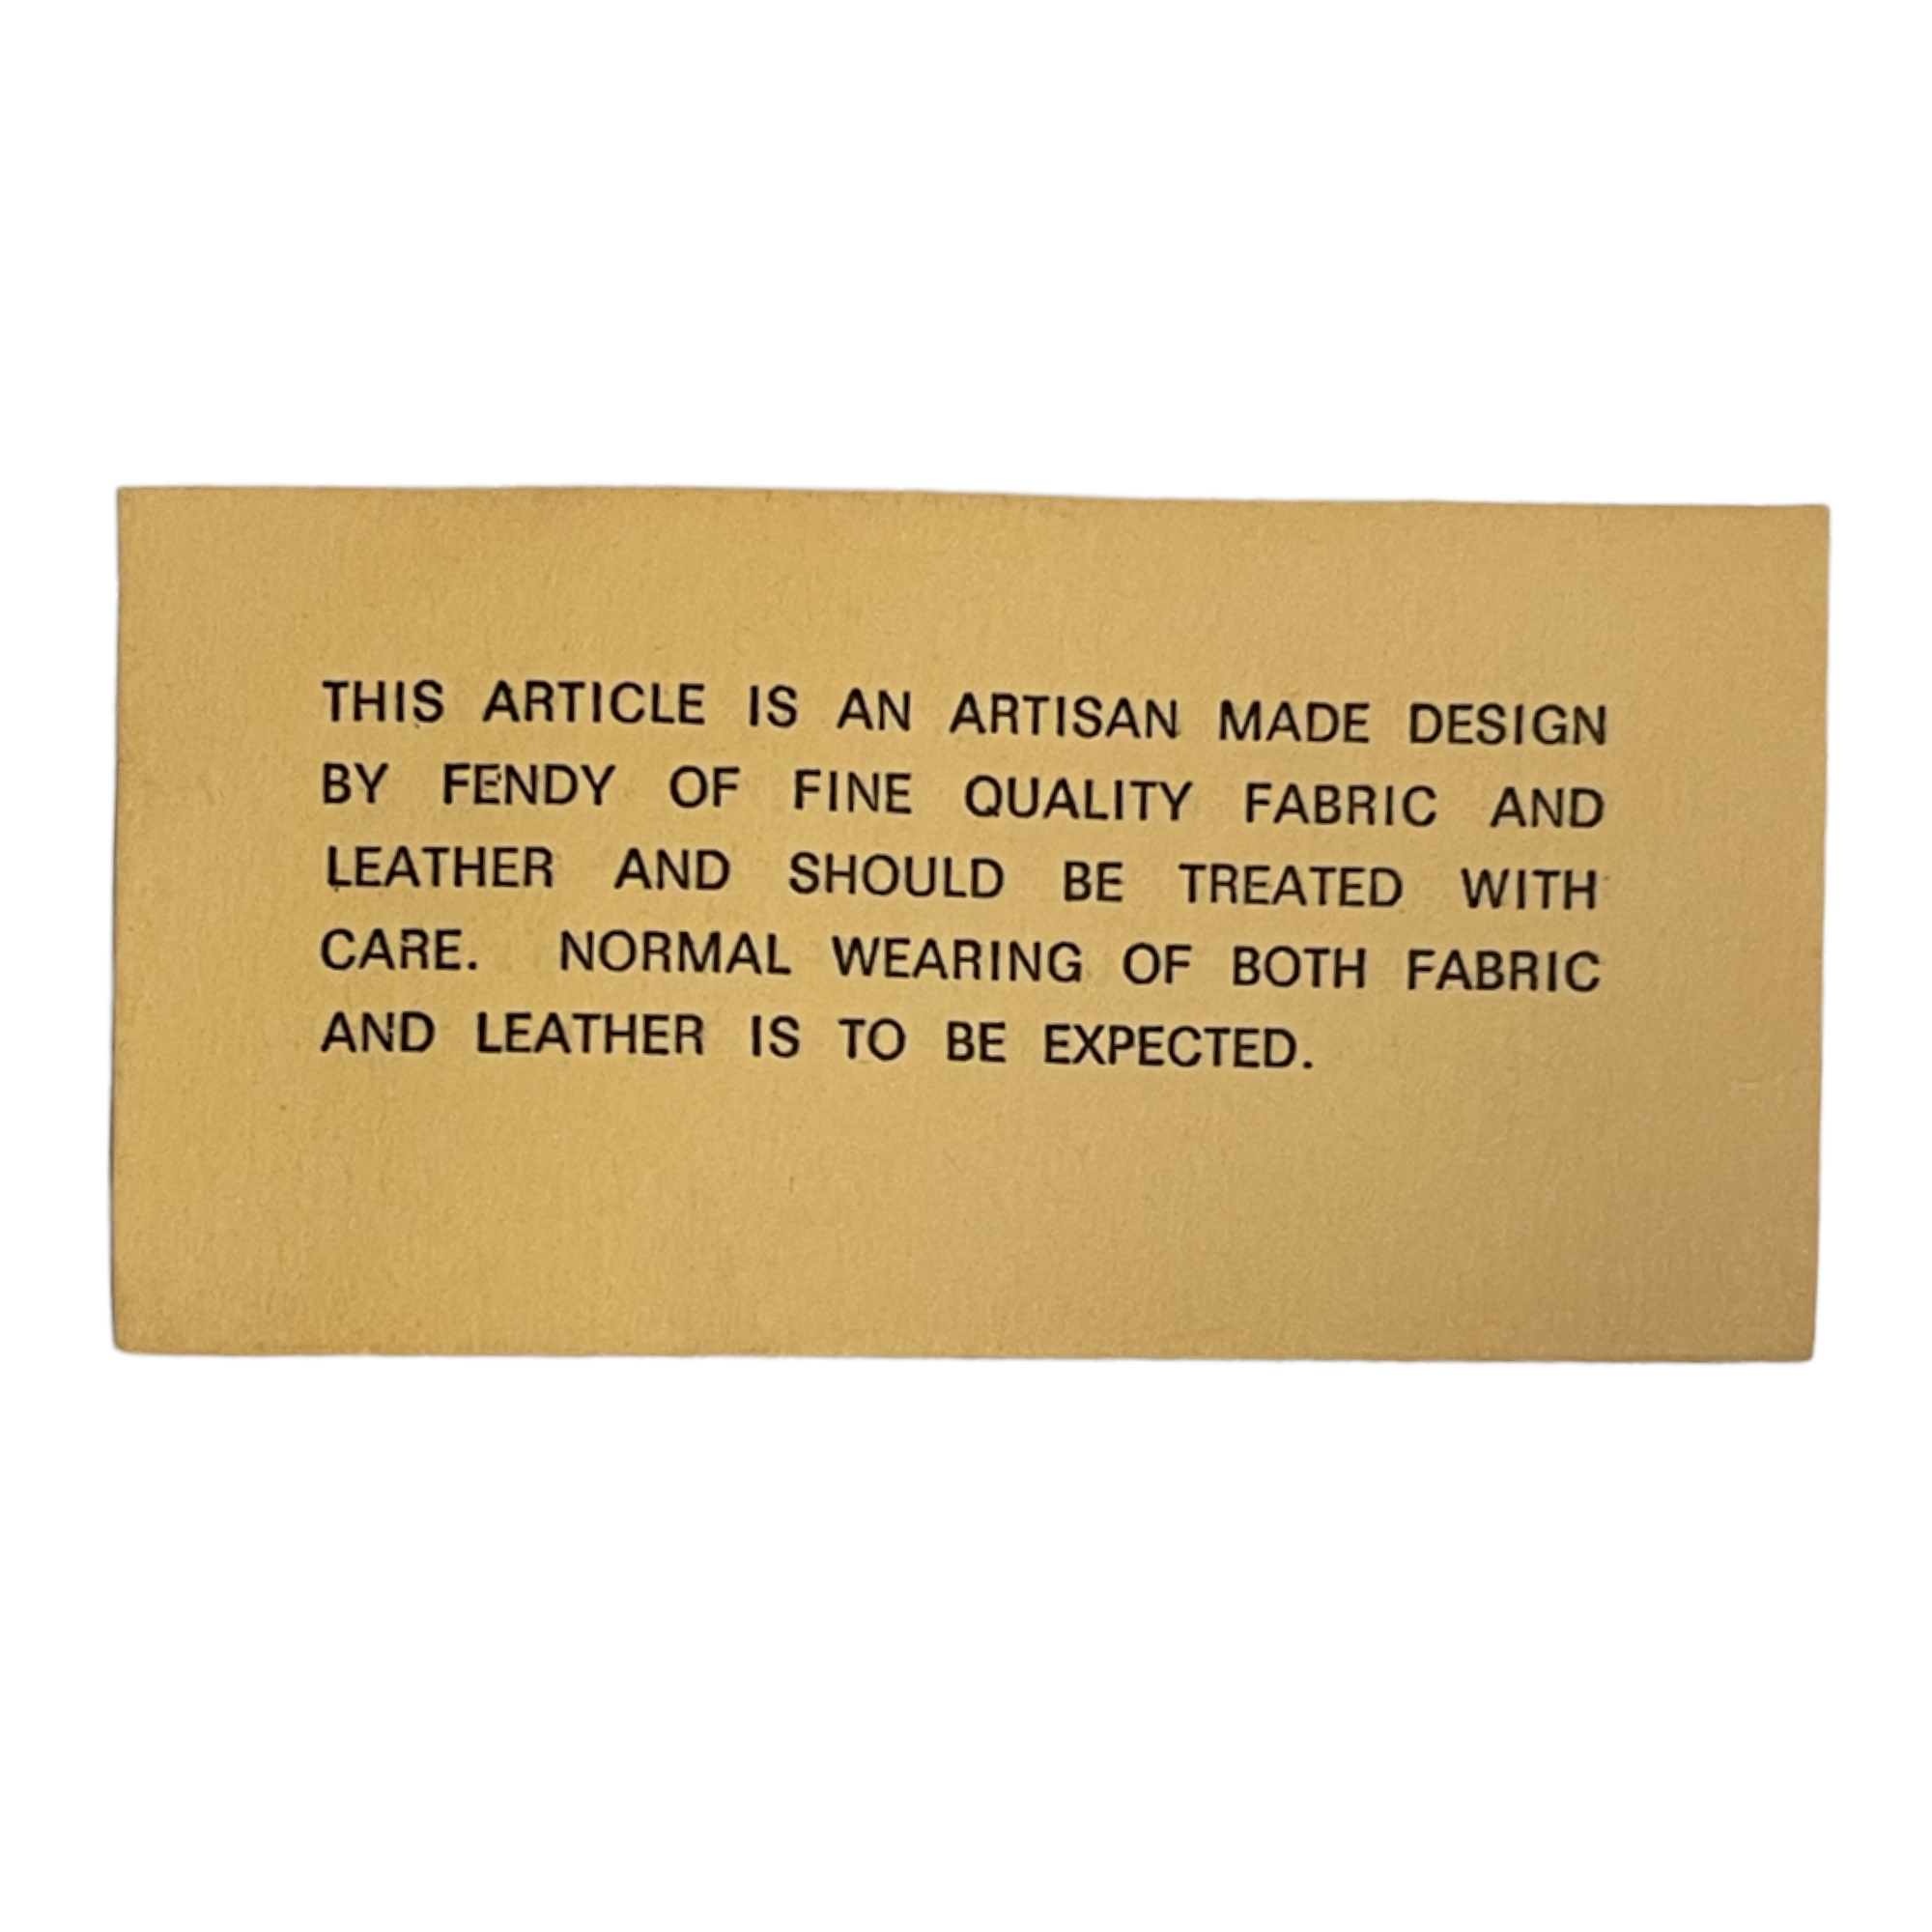 THIS ARTICLE IS AN ARTISAN MADE DESIGN
BY FENDY OF FINE QUALITY FABRIC AND
LEATHER AND SHOULD BE TREATED WITH
CARE. NORMAL WEARING OF BOTH FABRIC
AND LEATHER IS TO BE EXPECTED.